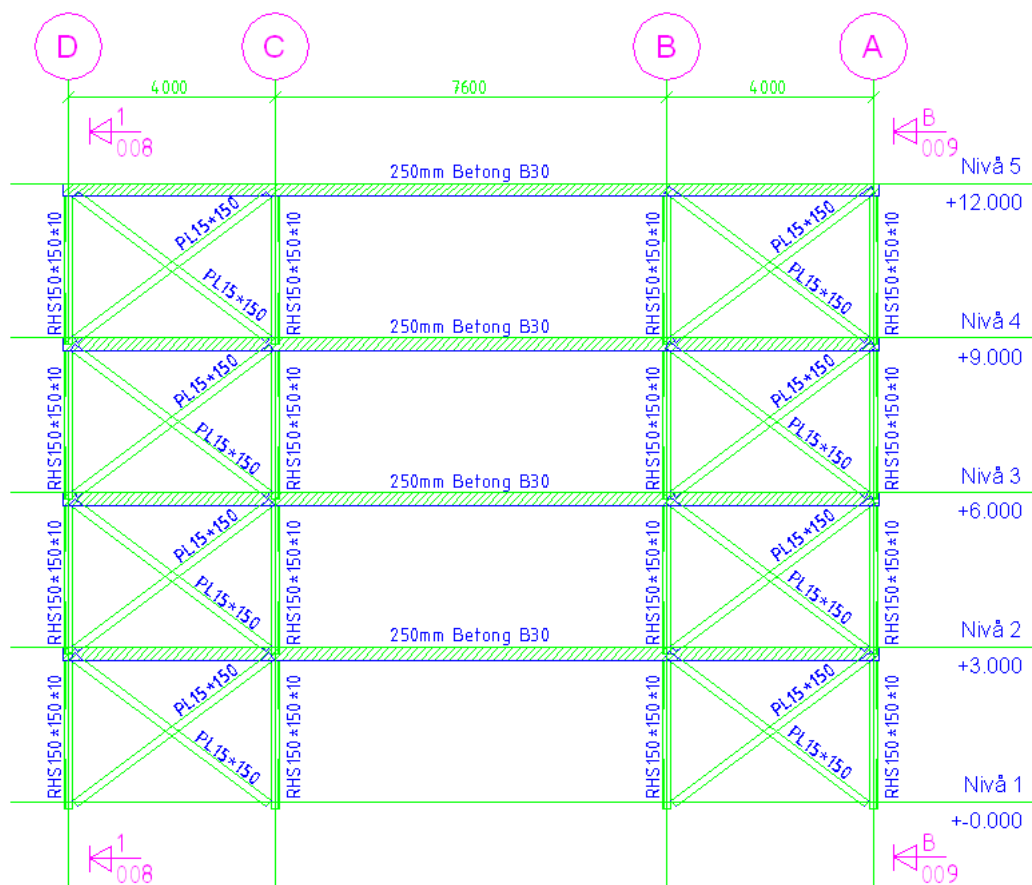 D C B A
4000 7600 4000
1 B
008 009
250mm Betong B30 Nivå 5
+12.000
RHS150*150*10 PL15*150 PL15*150 RHS150*150*10 RHS150*150*10 PL15*150 PL15*150 RHS150*150*10
250mm Betong B30 Nivå 4
+9.000
RHS150*150*10 PL15*150 PL15*150 RHS150*150*10 RHS150*150*10 PL15*150 PL15*150 RHS150*150*10
250mm Betong B30 Nivå 3
+6.000
RHS150*150*10 PL15*150 PL15*150 RHS150*150*10 RHS150*150*10 PL15*150 PL15*150 RHS150*150*10
250mm Betong B30 Nivå 2
+3.000
RHS150*150*10 PL15*150 PL15*150 RHS150*150*10 RHS150*150*10 PL15*150 PL15*150 RHS150*150*10
Nivå 1
+-0.000
1 B
008 009